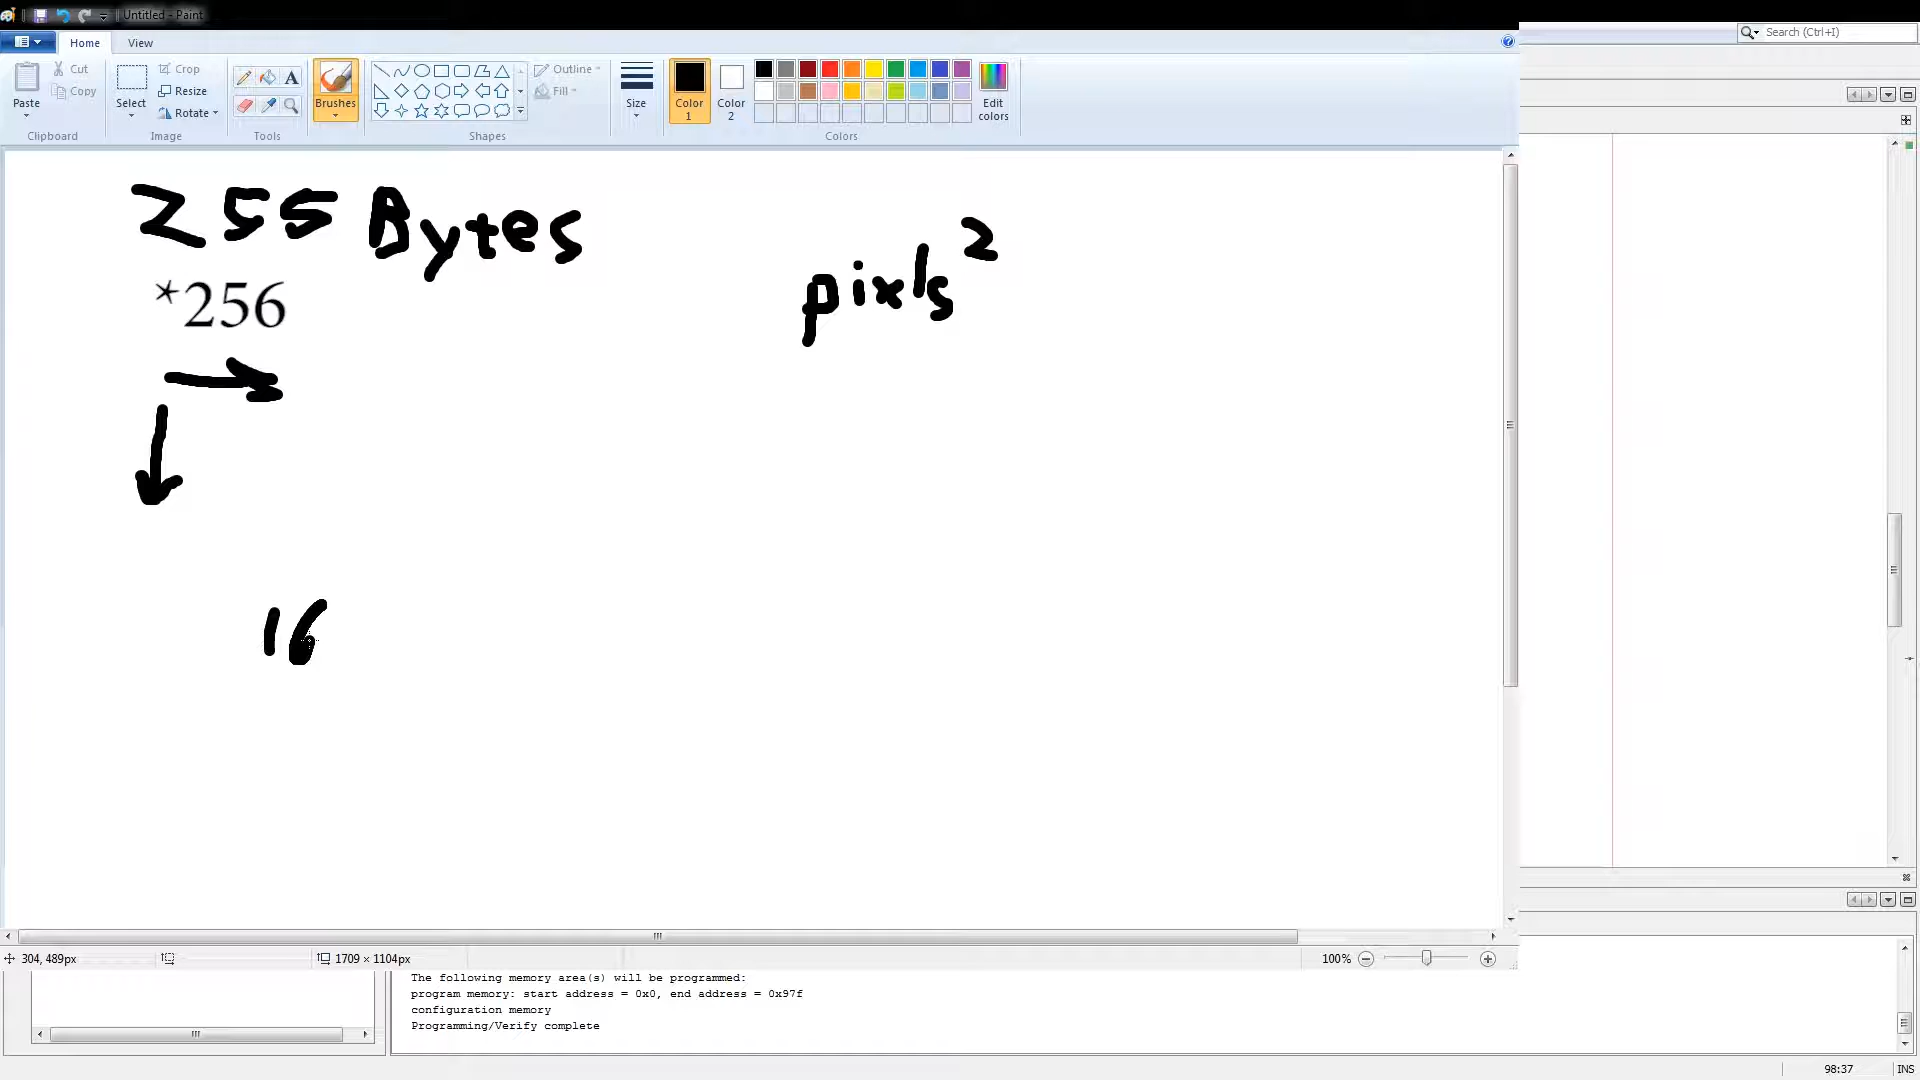 Untitled - Paint
Home View
Search (Ctrl+I)
Paste
Cut
Copy
Clipboard
Select
Crop
Resize
Rotate
Image
A
Tools
Brushes
Shapes
Outline
Fill
Size
Color 1
Color 2
Edit colors
Colors
255 Bytes
*256
pixls²
16
304, 489px
1709 × 1104px
100%
The following memory area(s) will be programmed:
program memory: start address = 0x0, end address = 0x97f
configuration memory
Programming/Verify complete
98:37 INS